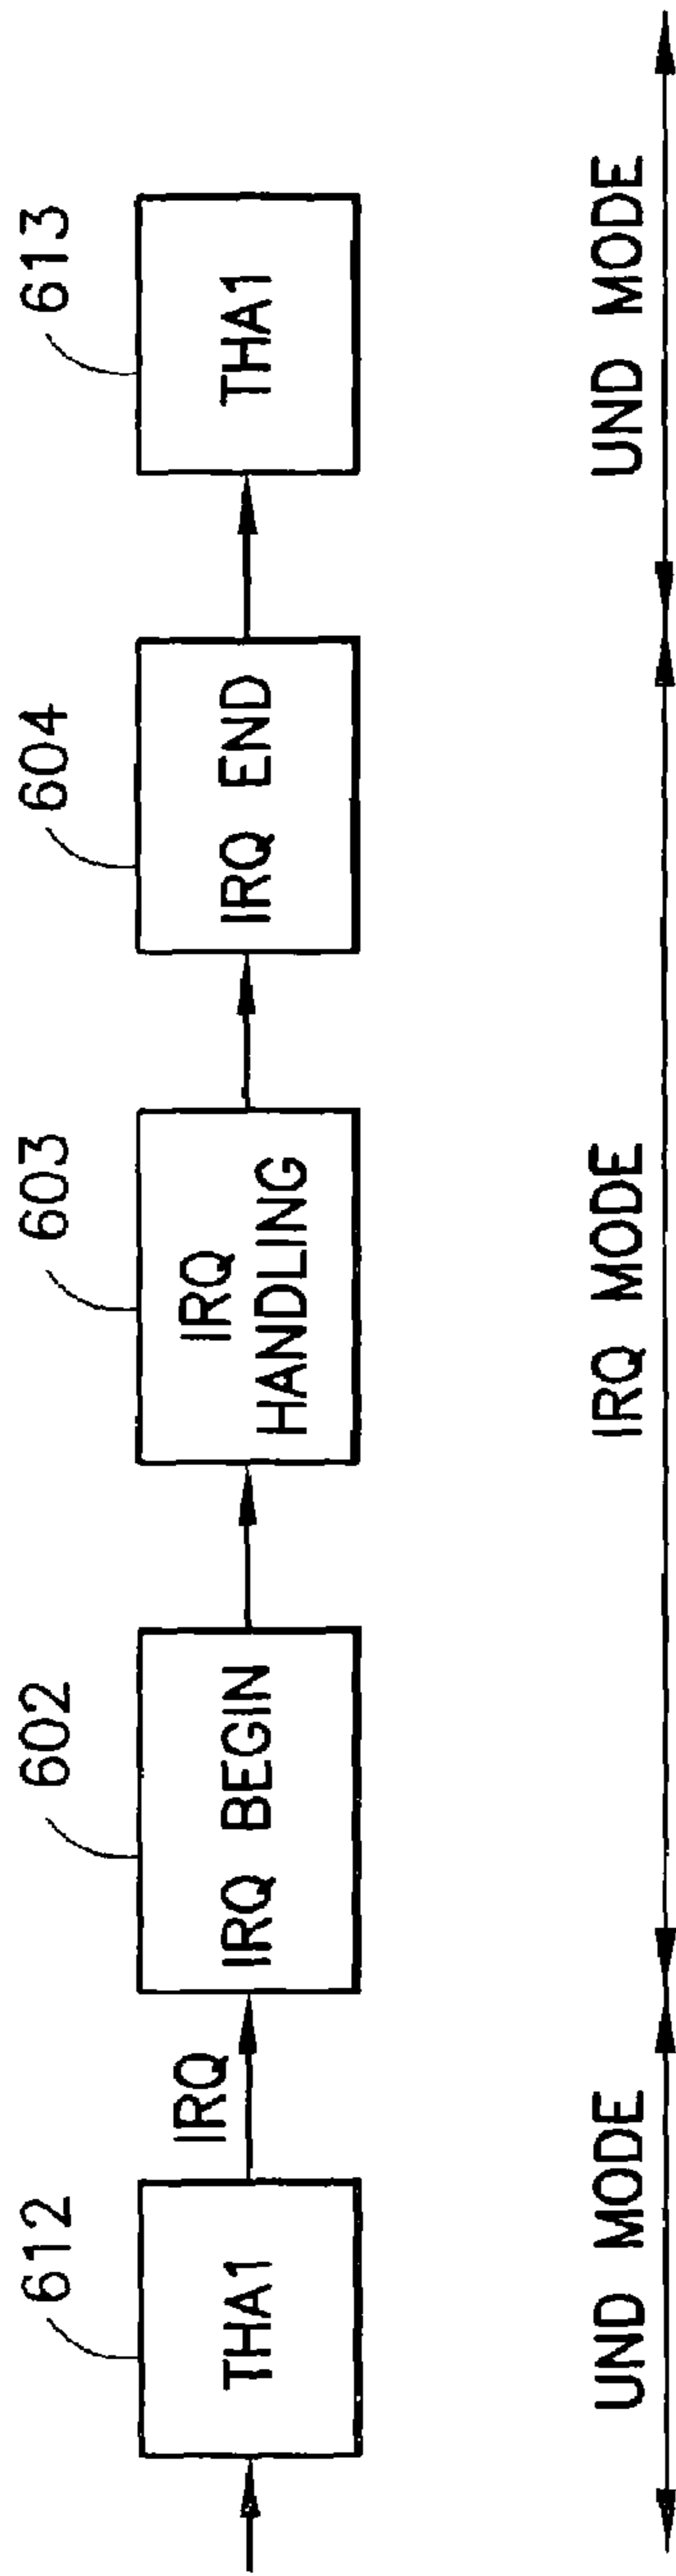 612
602
603
604
613
THA1
IRQ
IRQ BEGIN
IRQ
HANDLING
IRQ END
THA1
UND MODE
IRQ MODE
UND MODE